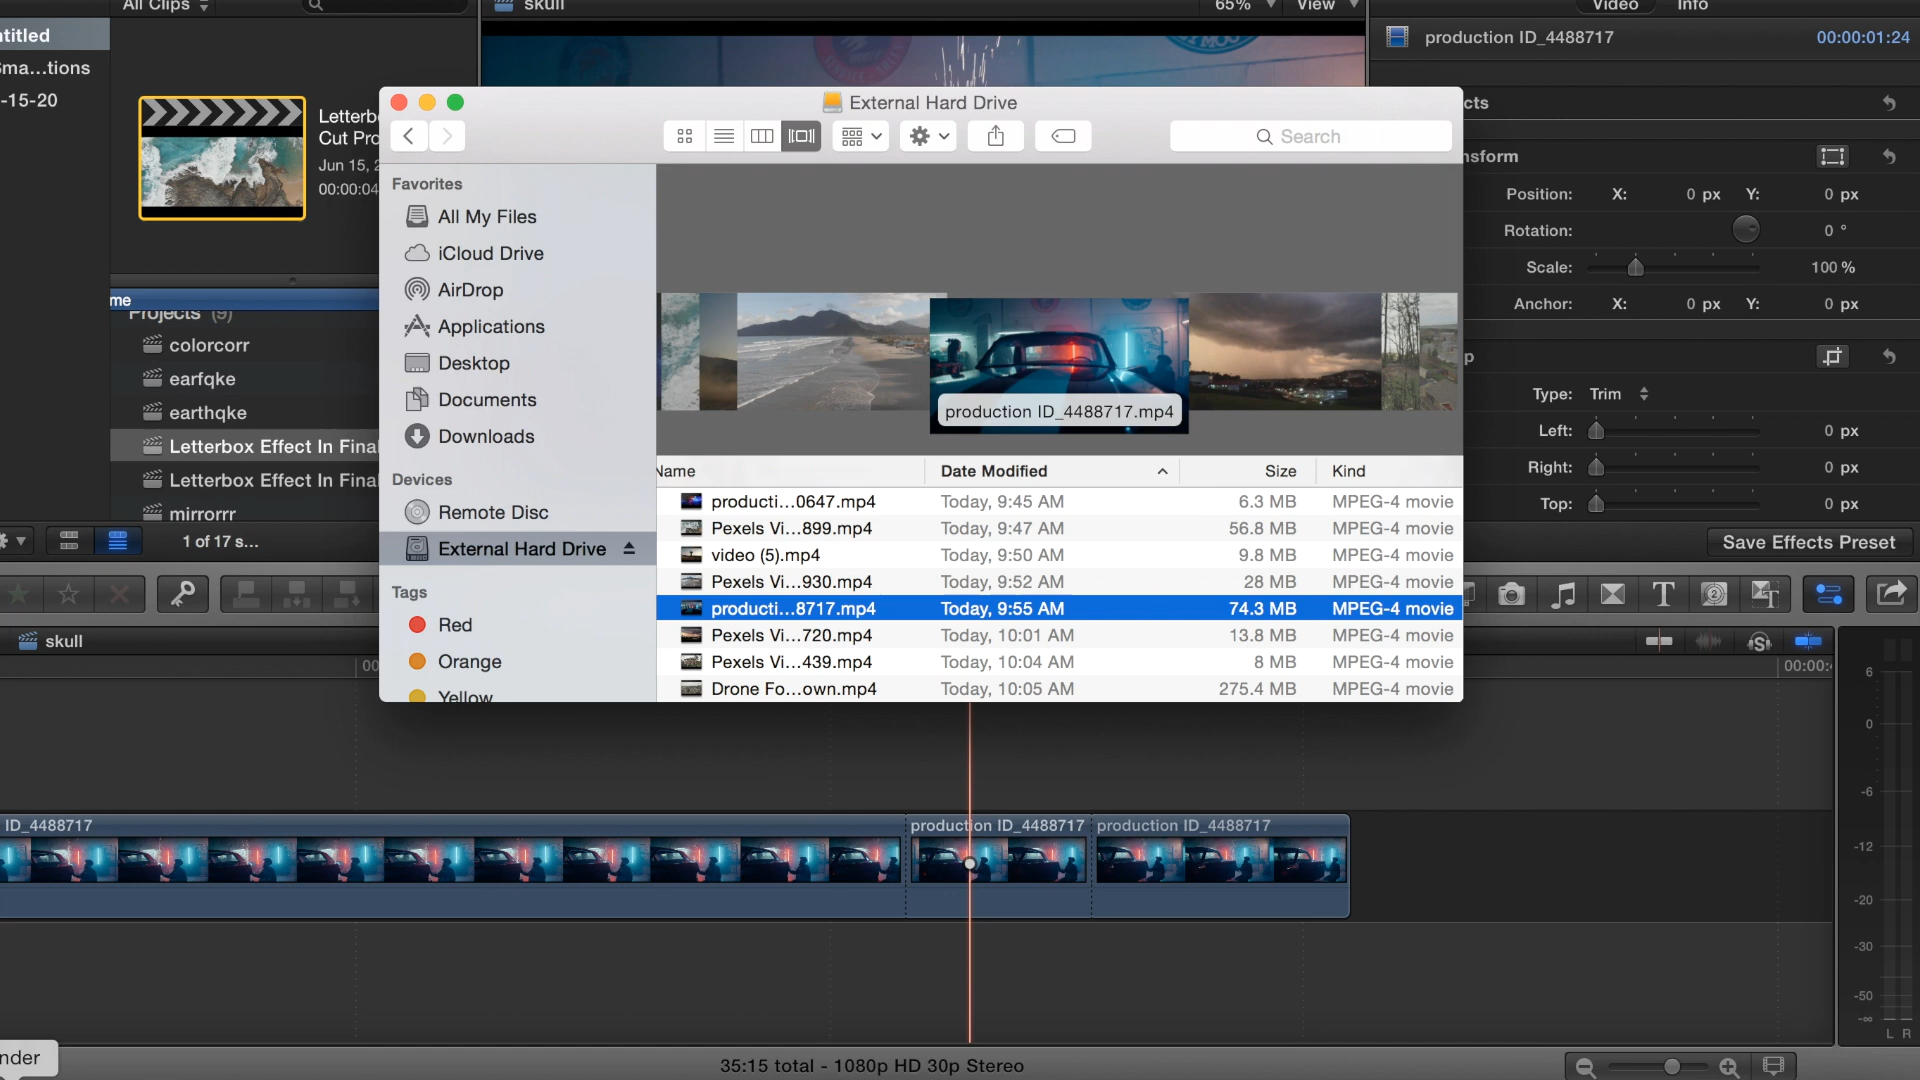 All Clips
skull
65%
View
Video
Info
ntitled
Sma...tions
-15-20
Letterb
Cut Pro
Jun 15, 2
00:00:04
production ID_4488717
00:00:01:24
cts
nsform
Position: X: 0 px Y: 0 px
Rotation: 0 °
Scale: 100 %
Anchor: X: 0 px Y: 0 px
p
Type: Trim
Left: 0 px
Right: 0 px
Top: 0 px
Save Effects Preset
me
Projects (9)
colorcorr
earfqke
earthqke
Letterbox Effect In Final
Letterbox Effect In Final
mirrorrr
1 of 17 s...
External Hard Drive
Search
Favorites
All My Files
iCloud Drive
AirDrop
Applications
Desktop
Documents
Downloads
Devices
Remote Disc
External Hard Drive
Tags
Red
Orange
Yellow
production ID_4488717.mp4
Name Date Modified Size Kind
producti...0647.mp4 Today, 9:45 AM 6.3 MB MPEG-4 movie
Pexels Vi...899.mp4 Today, 9:47 AM 56.8 MB MPEG-4 movie
video (5).mp4 Today, 9:50 AM 9.8 MB MPEG-4 movie
Pexels Vi...930.mp4 Today, 9:52 AM 28 MB MPEG-4 movie
producti...8717.mp4 Today, 9:55 AM 74.3 MB MPEG-4 movie
Pexels Vi...720.mp4 Today, 10:01 AM 13.8 MB MPEG-4 movie
Pexels Vi...439.mp4 Today, 10:04 AM 8 MB MPEG-4 movie
Drone Fo...own.mp4 Today, 10:05 AM 275.4 MB MPEG-4 movie
skull
00
00:00:
ID_4488717
production ID_4488717
production ID_4488717
6
0
-6
-12
-20
-30
-50
-∞
L R
nder
35:15 total - 1080p HD 30p Stereo